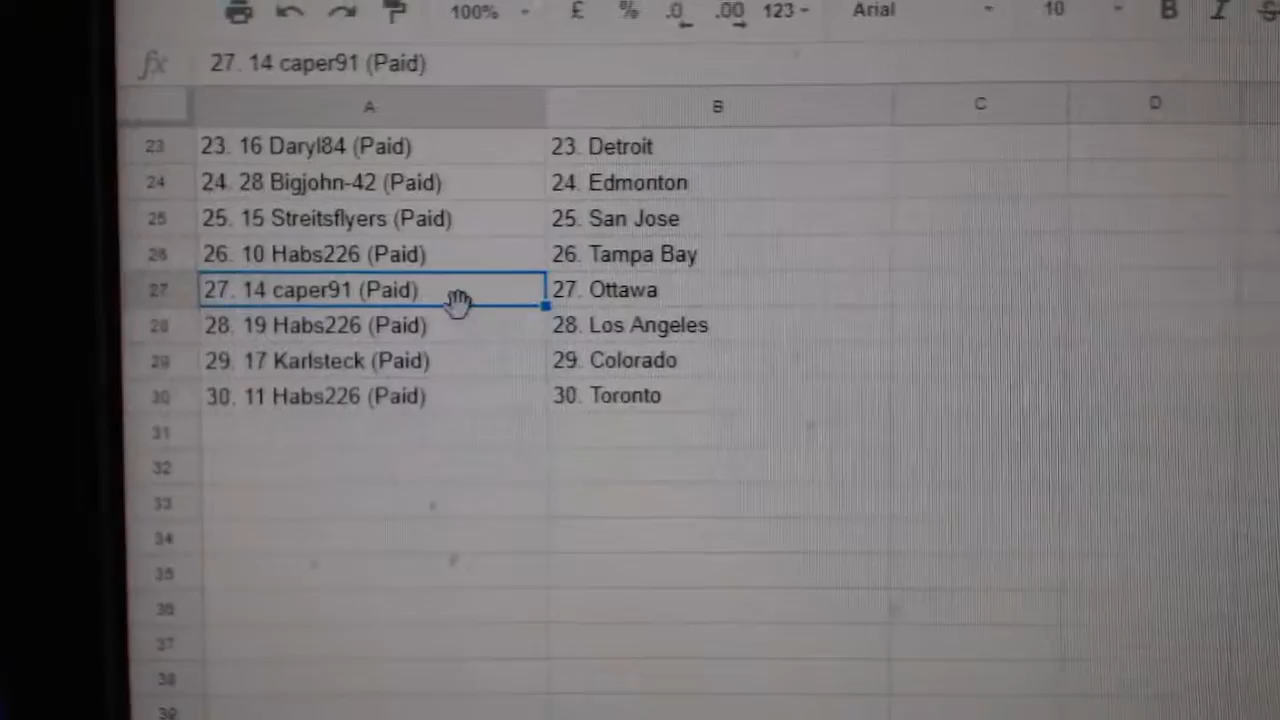 100% £ % .0 .00 123 Arial 10 B I S
fx 27. 14 caper91 (Paid)
A B C D
23 23. 16 Daryl84 (Paid) 23. Detroit
24 24. 28 Bigjohn-42 (Paid) 24. Edmonton
25 25. 15 Streitsflyers (Paid) 25. San Jose
26 26. 10 Habs226 (Paid) 26. Tampa Bay
27 27. 14 caper91 (Paid) 27. Ottawa
28 28. 19 Habs226 (Paid) 28. Los Angeles
29 29. 17 Karlsteck (Paid) 29. Colorado
30 30. 11 Habs226 (Paid) 30. Toronto
31
32
33
34
35
36
37
38
39